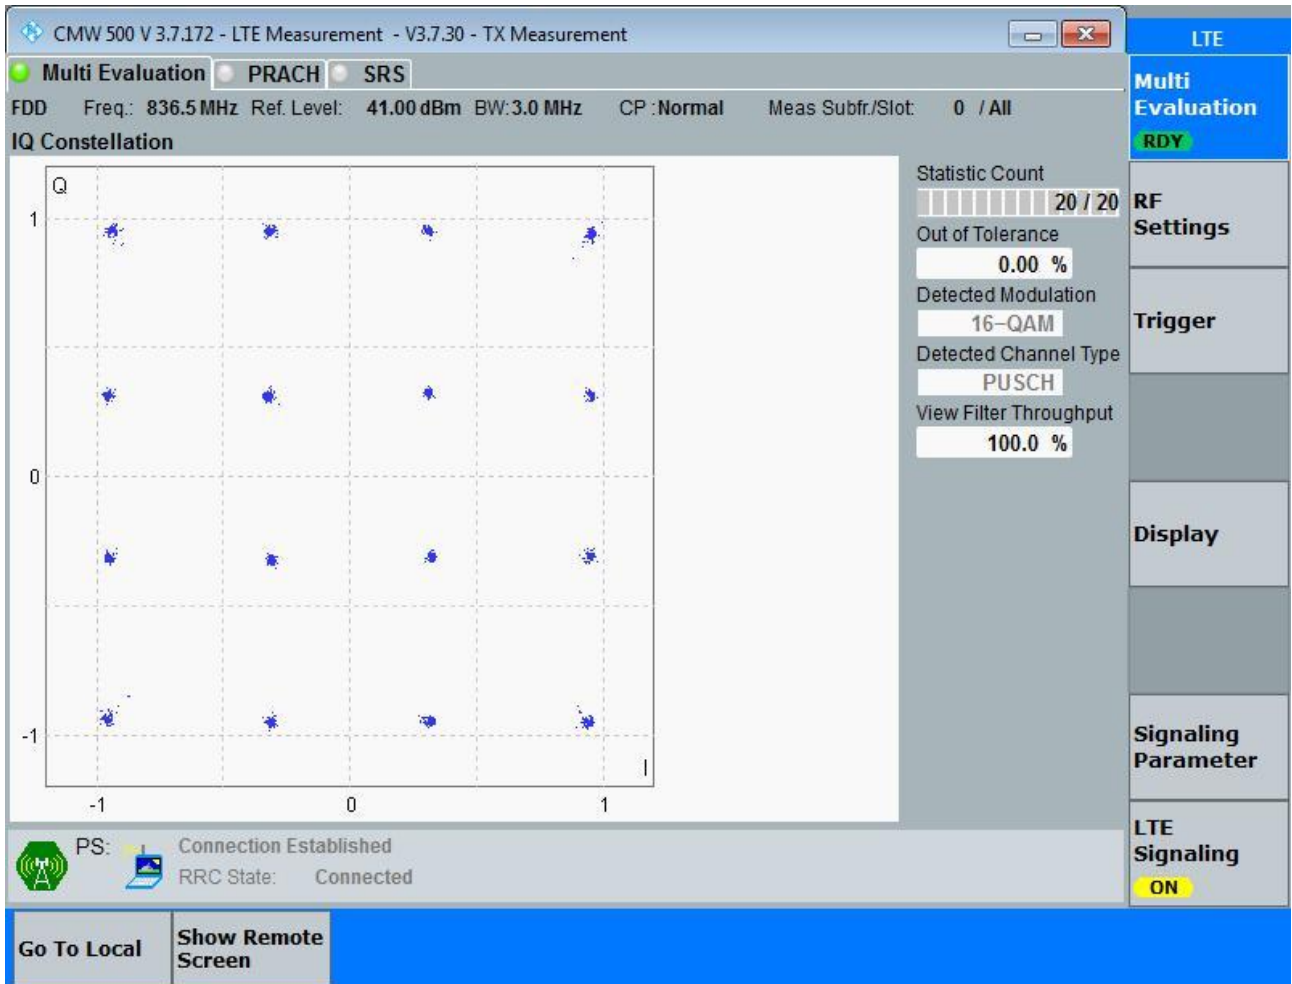 CMW 500 V 3.7.172 - LTE Measurement - V3.7.30 - TX Measurement
LTE
Multi Evaluation PRACH SRS
FDD Freq.: 836.5 MHz Ref. Level: 41.00 dBm BW: 3.0 MHz CP : Normal Meas Subfr./Slot: 0 / All
IQ Constellation
Q
1
0
-1
I
-1 0 1
Statistic Count
20 / 20
Out of Tolerance
0.00 %
Detected Modulation
16-QAM
Detected Channel Type
PUSCH
View Filter Throughput
100.0 %
Multi
Evaluation
RDY
RF
Settings
Trigger
Display
Signaling
Parameter
LTE
Signaling
ON
PS: Connection Established
RRC State: Connected
Go To Local
Show Remote
Screen